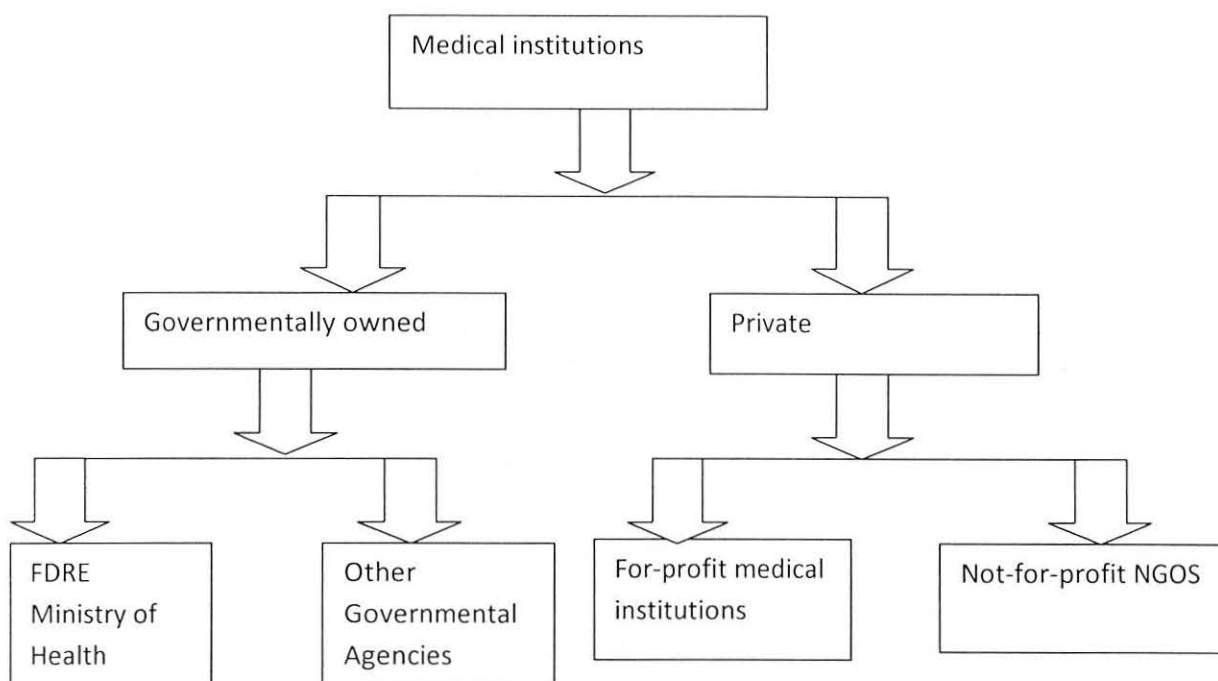 Medical institutions
Governmentally owned
Private
FDRE
Ministry of
Health
Other
Governmental
Agencies
For-profit medical
institutions
Not-for-profit NGOS